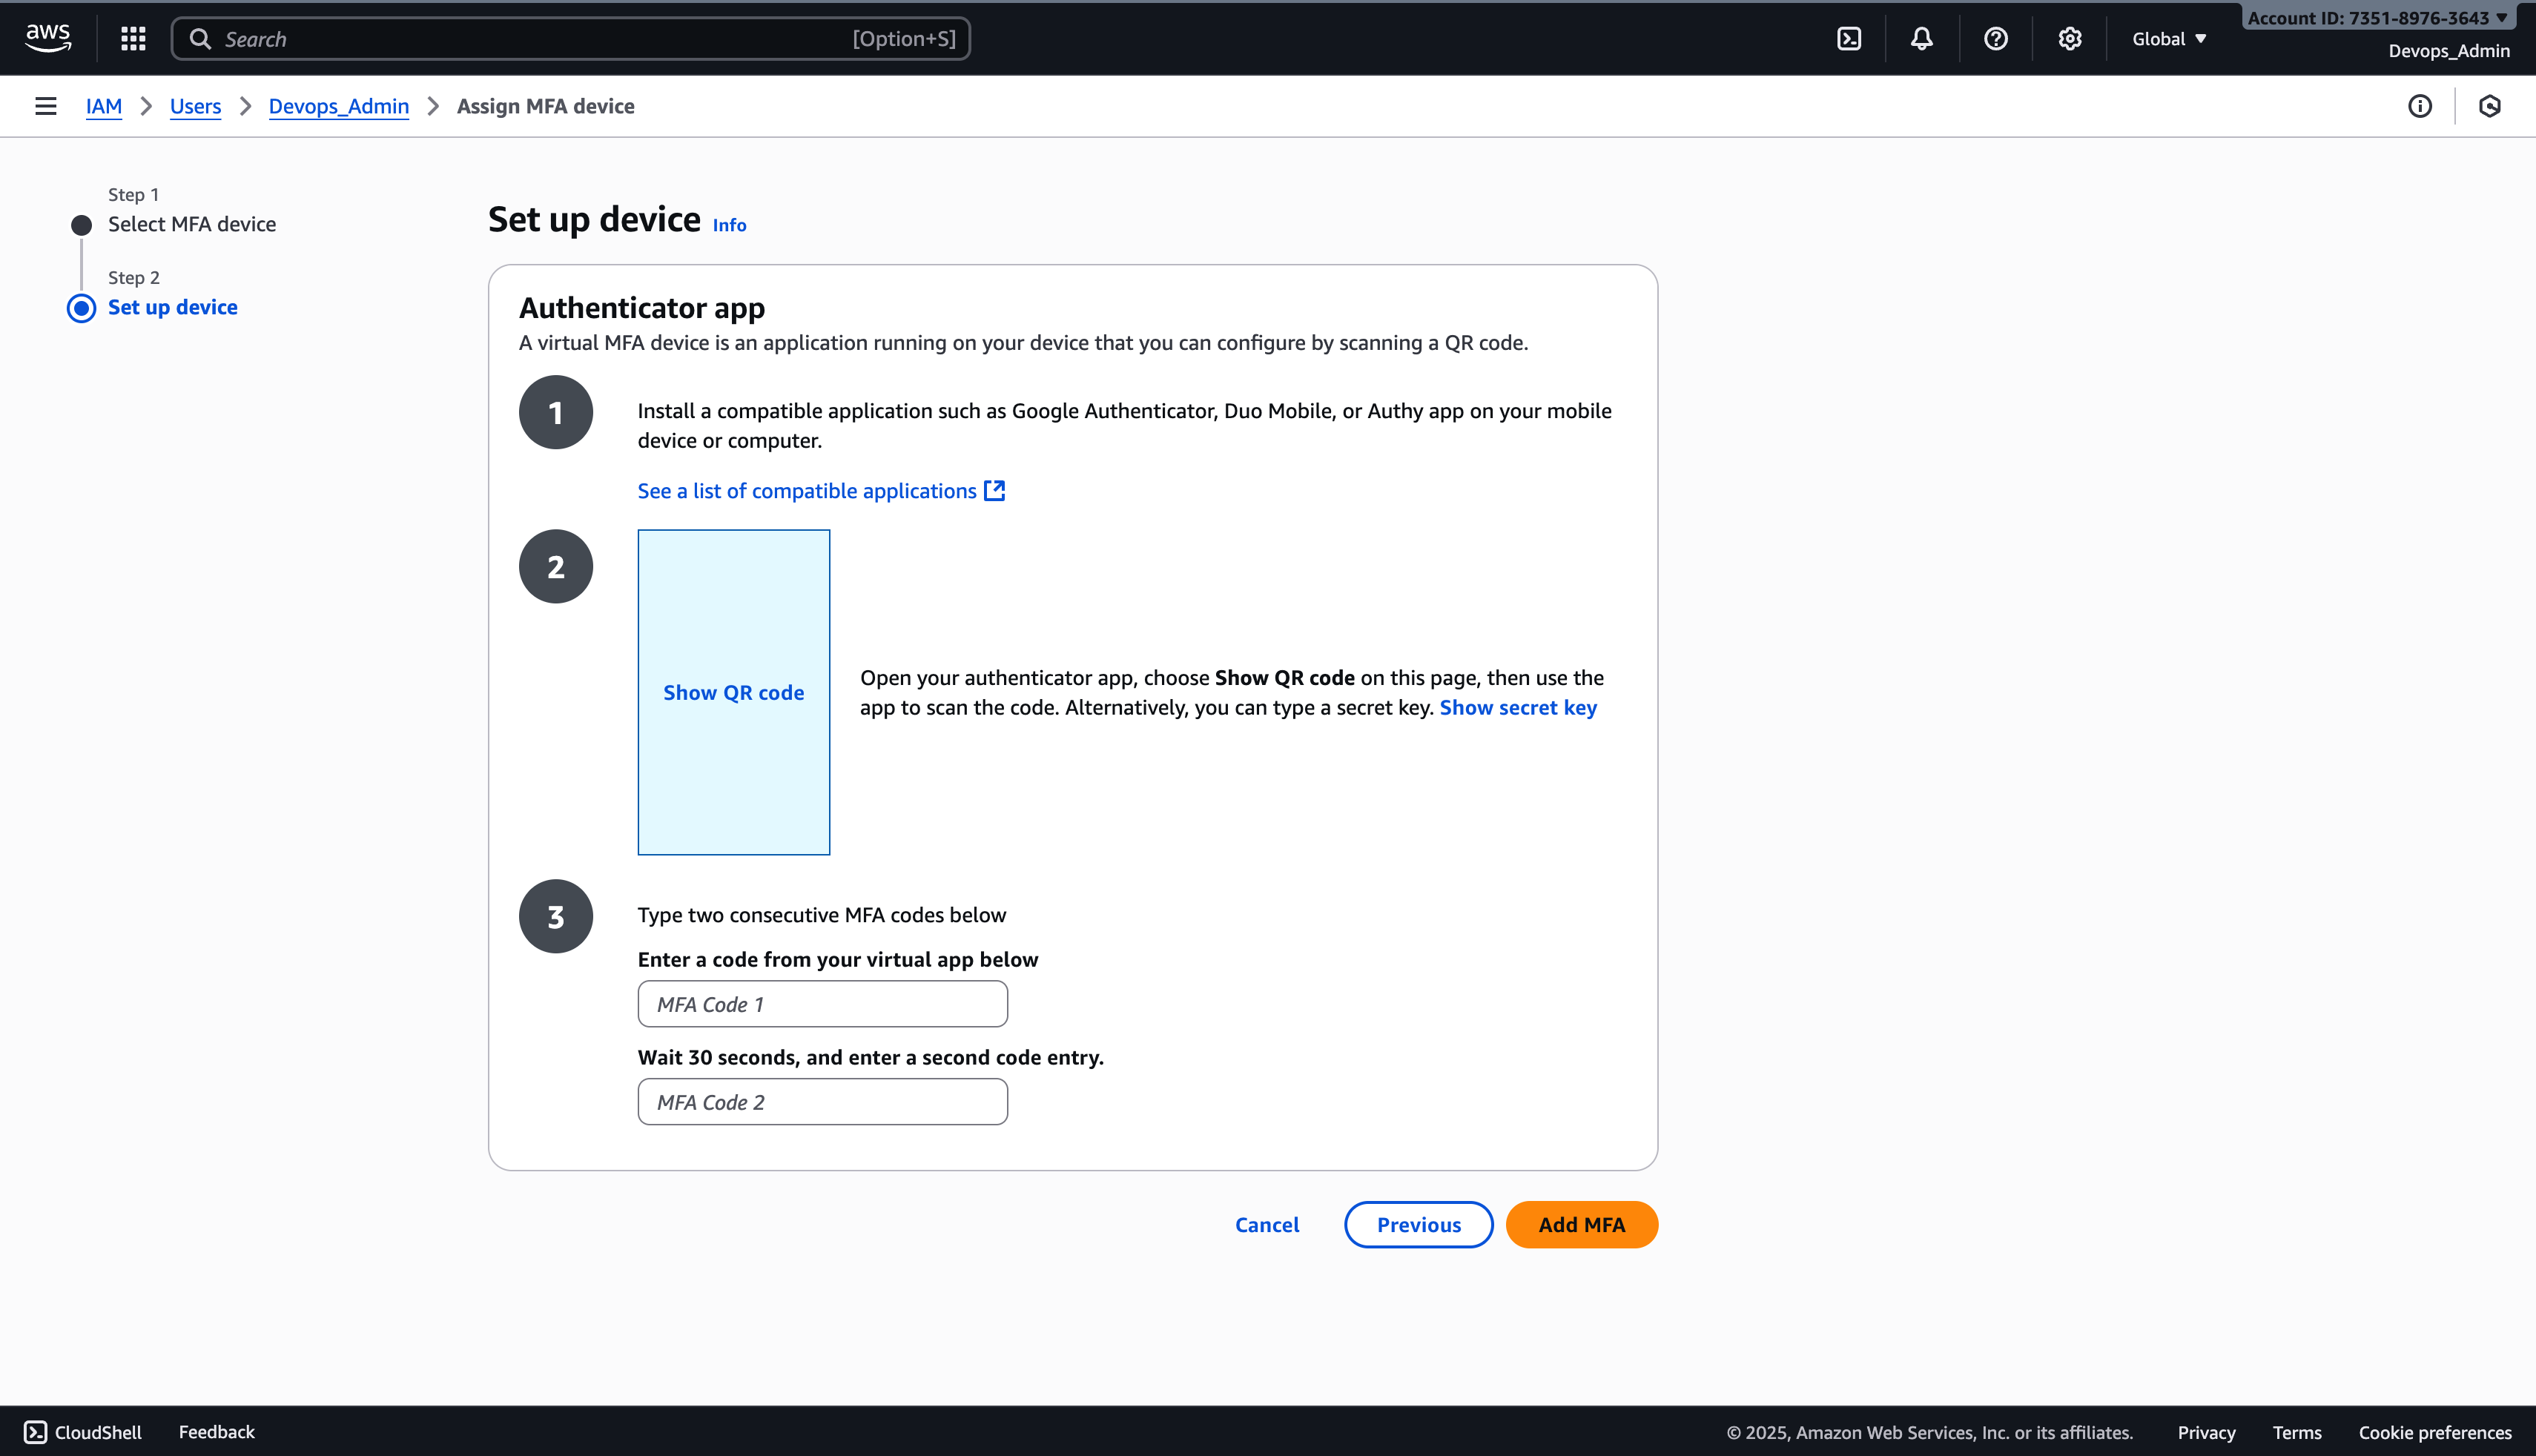 aws
Search
[Option+S]
Global
Account ID: 7351-8976-3643
Devops_Admin
IAM
Users
Devops_Admin
Assign MFA device
Step 1
Select MFA device
Step 2
Set up device
Set up device
Info
Authenticator app
A virtual MFA device is an application running on your device that you can configure by scanning a QR code.
1
Install a compatible application such as Google Authenticator, Duo Mobile, or Authy app on your mobile
device or computer.
See a list of compatible applications
2
Show QR code
Open your authenticator app, choose Show QR code on this page, then use the
app to scan the code. Alternatively, you can type a secret key. Show secret key
3
Type two consecutive MFA codes below
Enter a code from your virtual app below
MFA Code 1
Wait 30 seconds, and enter a second code entry.
MFA Code 2
Cancel
Previous
Add MFA
CloudShell
Feedback
© 2025, Amazon Web Services, Inc. or its affiliates.
Privacy
Terms
Cookie preferences